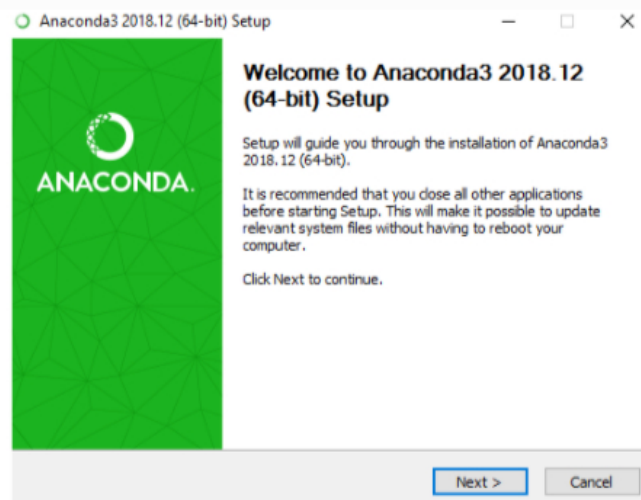 Anaconda3 2018.12 (64-bit) Setup
ANACONDA.
Welcome to Anaconda3 2018.12
(64-bit) Setup
Setup will guide you through the installation of Anaconda3
2018.12 (64-bit).
It is recommended that you close all other applications
before starting Setup. This will make it possible to update
relevant system files without having to reboot your
computer.
Click Next to continue.
Next >
Cancel